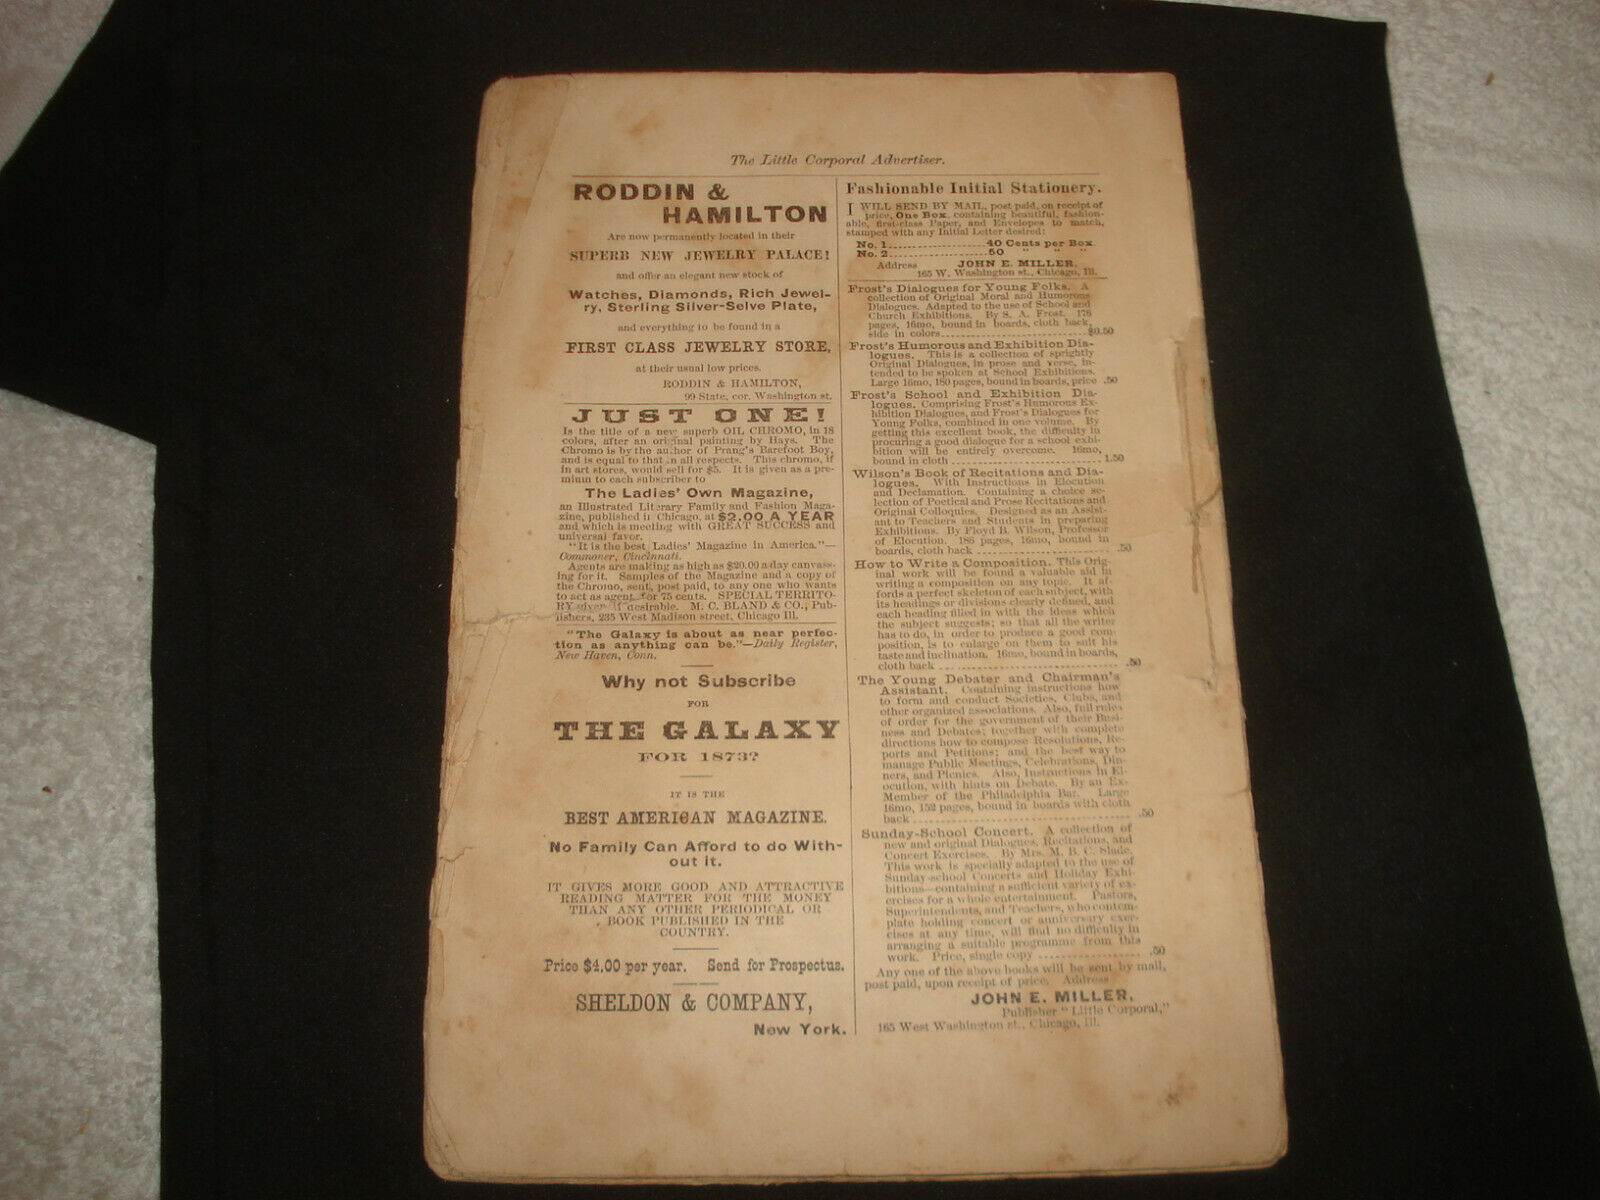 The Little Corporal Advertiser.
RODDIN &
HAMILTON
Are now permanently located in their
SUPERB NEW JEWELRY PALACE!
and offer an elegant new stock of
Watches, Diamonds, Rich Jewel-
ry, Sterling Silver-Selve Plate,
and everything to be found in a
FIRST CLASS JEWELRY STORE,
at their usual low prices.
RODDIN & HAMILTON,
99 State, cor. Washington st.
JUST ONE!
Is the title of a new superb OIL CHROMO, in 18
colors, after an original painting by Hays. The
Chromo is by the author of Prang's Barefoot Boy,
and is equal to that in all respects. This chromo, if
in art stores, would sell for $5. It is given as a pre-
mium to each subscriber to
The Ladies' Own Magazine,
an Illustrated Literary Family and Fashion Maga-
zine, published in Chicago, at $2.00 A YEAR
and which is meeting with GREAT SUCCESS and
universal favor.
"It is the best Ladies' Magazine in America."—
Commoner, Cincinnati.
Agents are making as high as $20.00 a day canvass-
ing for it. Samples of the Magazine and a copy of
the Chromo, sent, post paid, to any one who wants
to act as agent for 75 cents. SPECIAL TERRITO-
RY given if desirable. M. C. BLAND & CO., Pub-
lishers, 235 West Madison street, Chicago Ill.
"The Galaxy is about as near perfec-
tion as anything can be."—Daily Register,
New Haven, Conn.
Why not Subscribe
FOR
THE GALAXY
FOR 1873?
IT IS THE
BEST AMERICAN MAGAZINE.
No Family Can Afford to do With-
out it.
IT GIVES MORE GOOD AND ATTRACTIVE
READING MATTER FOR THE MONEY
THAN ANY OTHER PERIODICAL OR
BOOK PUBLISHED IN THE
COUNTRY.
Price $4.00 per year. Send for Prospectus.
SHELDON & COMPANY,
New York.
Fashionable Initial Stationery.
I WILL SEND BY MAIL, post paid, on receipt of
price, One Box, containing beautiful, fashion-
able, first-class Paper, and Envelopes to match,
stamped with any Initial Letter desired:
No. 1.....................40 Cents per Box
No. 2.....................50 " " "
Address JOHN E. MILLER,
165 W. Washington st., Chicago, Ill.
Frost's Dialogues for Young Folks. A
collection of Original Moral and Humorous
Dialogues. Adapted to the use of School and
Church Exhibitions. By S. A. Frost. 176
pages, 16mo, bound in boards, cloth back,
side in colors..............................$0.50
Frost's Humorous and Exhibition Dia-
logues. This is a collection of sprightly
Original Dialogues, in prose and verse, in-
tended to be spoken at School Exhibitions.
Large 16mo, 180 pages, bound in boards, price .50
Frost's School and Exhibition Dia-
logues. Comprising Frost's Humorous Ex-
hibition Dialogues, and Frost's Dialogues for
Young Folks, combined in one volume. By
getting this excellent book, the difficulty in
procuring a good dialogue for a school exhi-
bition will be entirely overcome. 16mo,
bound in cloth..............................1.50
Wilson's Book of Recitations and Dia-
logues. With Instructions in Elocution
and Declamation. Containing a choice se-
lection of Poetical and Prose Recitations and
Original Colloquies. Designed as an Assist-
ant to Teachers and Students in preparing
Exhibitions. By Floyd B. Wilson, Professor
of Elocution. 186 pages, 16mo, bound in
boards, cloth back.......................... .50
How to Write a Composition. This Orig-
inal work will be found a valuable aid in
writing a composition on any topic. It af-
fords a perfect skeleton of each subject, with
its headings or divisions clearly defined, and
each heading filled in with the ideas which
the subject suggests; so that all the writer
has to do, in order to produce a good com-
position, is to enlarge on them to suit his
taste and inclination. 16mo, bound in boards,
cloth back.................................. .50
The Young Debater and Chairman's
Assistant. Containing instructions how
to form and conduct Societies, Clubs, and
other organized associations. Also, full rules
of order for the government of their Busi-
ness and Debates; together with complete
directions how to compose Resolutions, Re-
ports and Petitions; and the best way to
manage Public Meetings, Celebrations, Din-
ners, and Picnics. Also, Instructions in El-
ocution, with hints on Debate. By an Ex-
Member of the Philadelphia Bar. Large
16mo, 152 pages, bound in boards with cloth
back........................................ .50
Sunday-School Concert. A collection of
new and original Dialogues, Recitations, and
Concert Exercises. By Mrs. M. B. C. Slade.
This work is specially adapted to the use of
Sunday-school Concerts and Holiday Exhi-
bitions—containing a sufficient variety of ex-
ercises for a whole entertainment. Pastors,
Superintendents, and Teachers, who contem-
plate holding concert or anniversary exer-
cises at any time, will find no difficulty in
arranging a suitable programme from this
work. Price, single copy.................... .50
Any one of the above books will be sent by mail,
post paid, upon receipt of price. Address
JOHN E. MILLER,
Publisher "Little Corporal,"
165 West Washington st., Chicago, Ill.